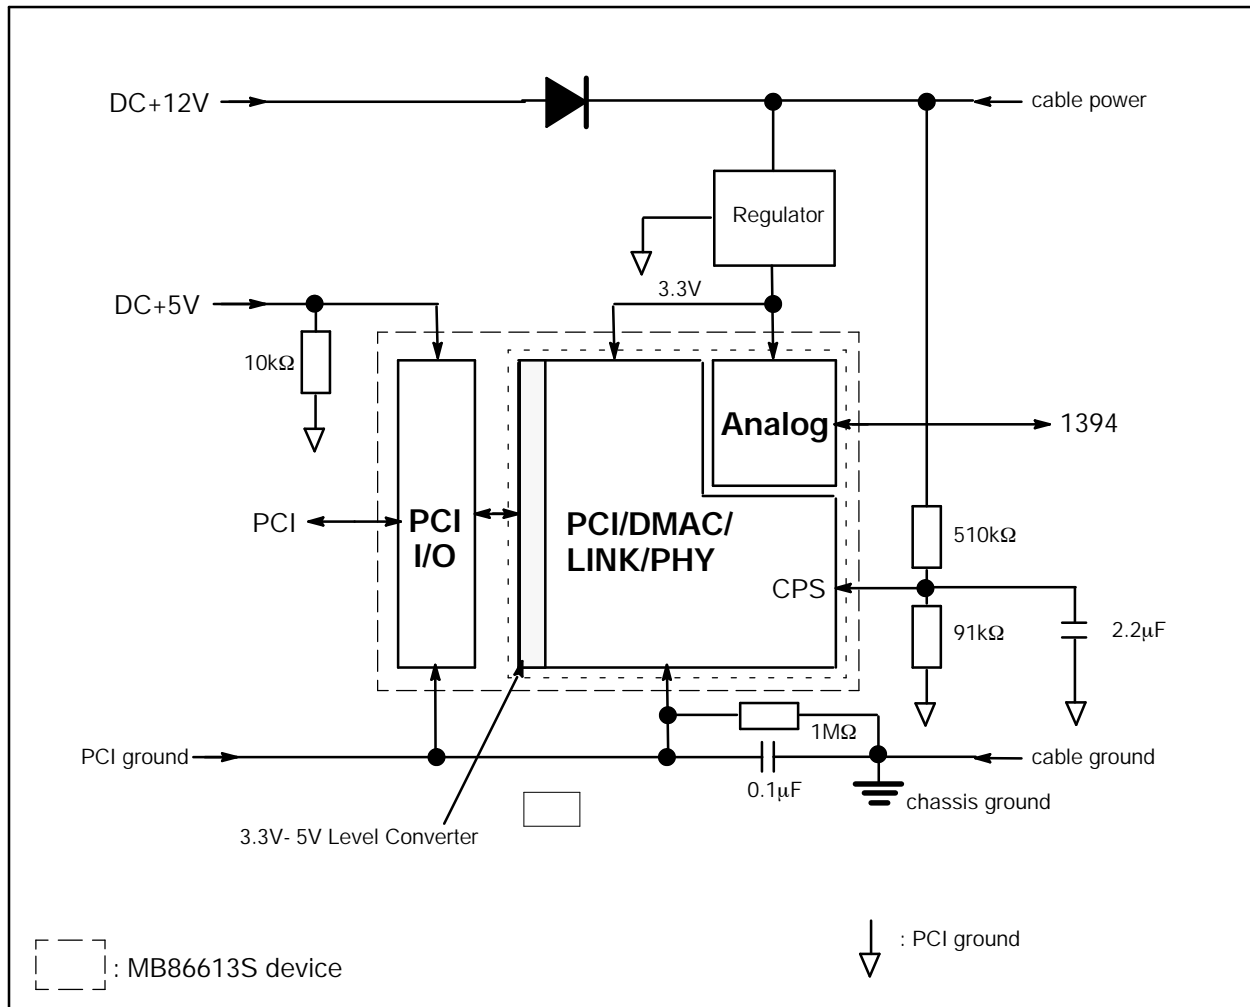 DC+12V
cable power
Regulator
3.3V
DC+5V
10kΩ
Analog
1394
PCI
PCI
I/O
PCI/DMAC/
LINK/PHY
510kΩ
CPS
91kΩ
2.2μF
1MΩ
PCI ground
cable ground
0.1μF
chassis ground
3.3V- 5V Level Converter
: PCI ground
: MB86613S device